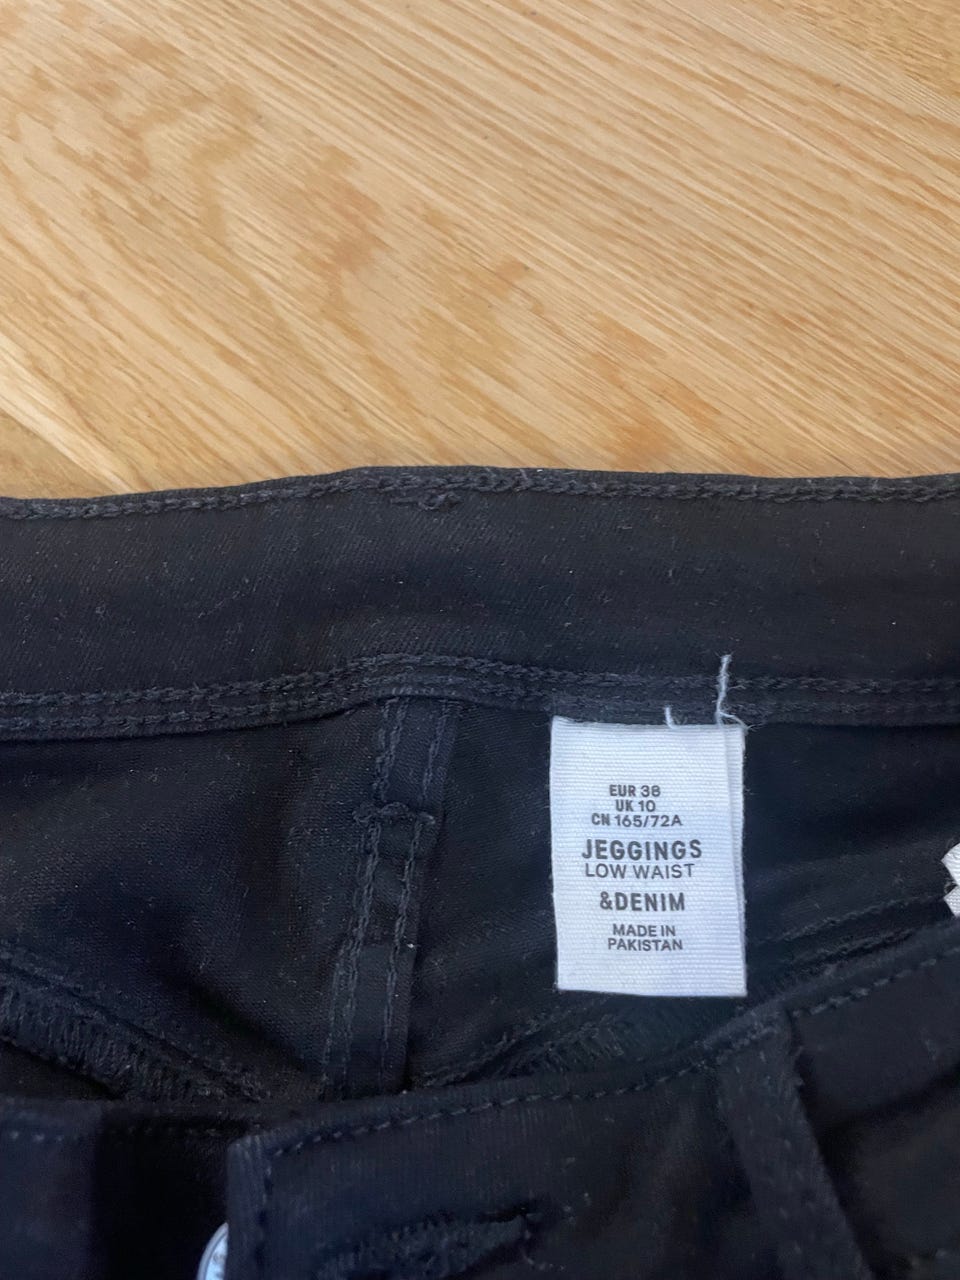 EUR 38
UK 10
CN 165/72A
JEGGINGS
LOW WAIST
&DENIM
MADE IN
PAKISTAN